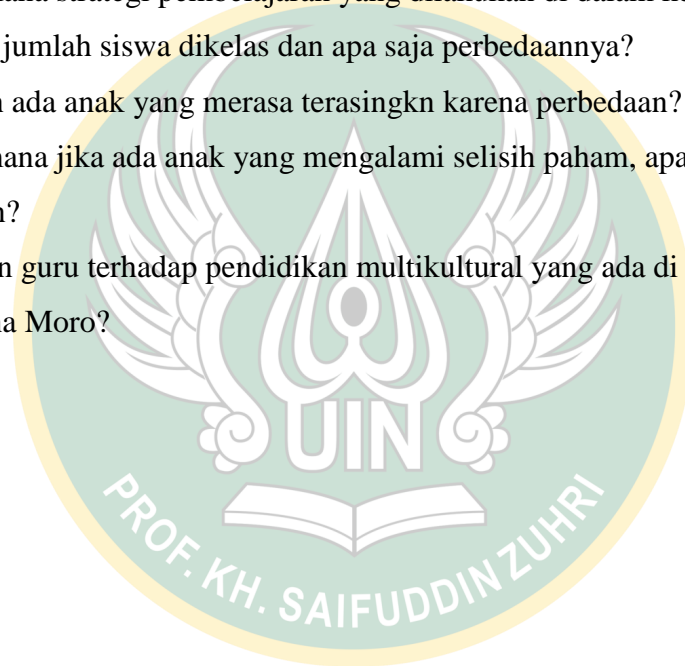 strategi pembelajaran yang dilakukan di dalam
jumlah siswa dikelas dan apa saja perbedaannya?
ada anak yang merasa terasingkn karena perbedaan?
jika ada anak yang mengalami selisih paham, apa
guru terhadap pendidikan multikultural yang ada di
Moro?
UIN
PROF. KH. SAIFUDDIN ZUHRI